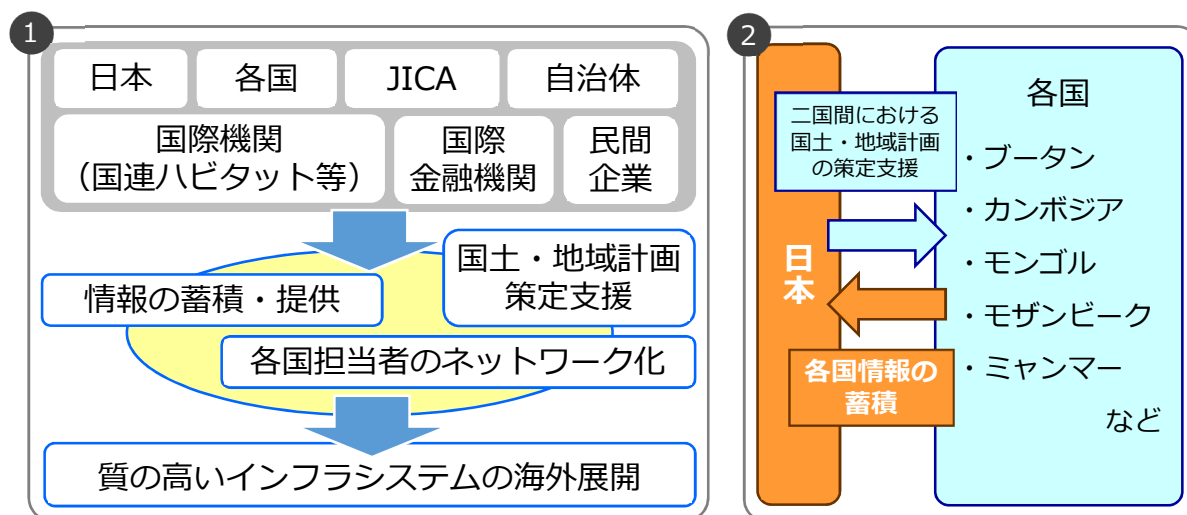 1
日本
各国
JICA
自治体
国際機関
（国連ハビタット等）
国際
金融機関
民間
企業
国土・地域計画
策定支援
情報の蓄積・提供
各国担当者のネットワーク化
質の高いインフラシステムの海外展開
2
日本
二国間における
国土・地域計画
の策定支援
各国情報の
蓄積
各国
・ブータン
・カンボジア
・モンゴル
・モザンビーク
・ミャンマー
など